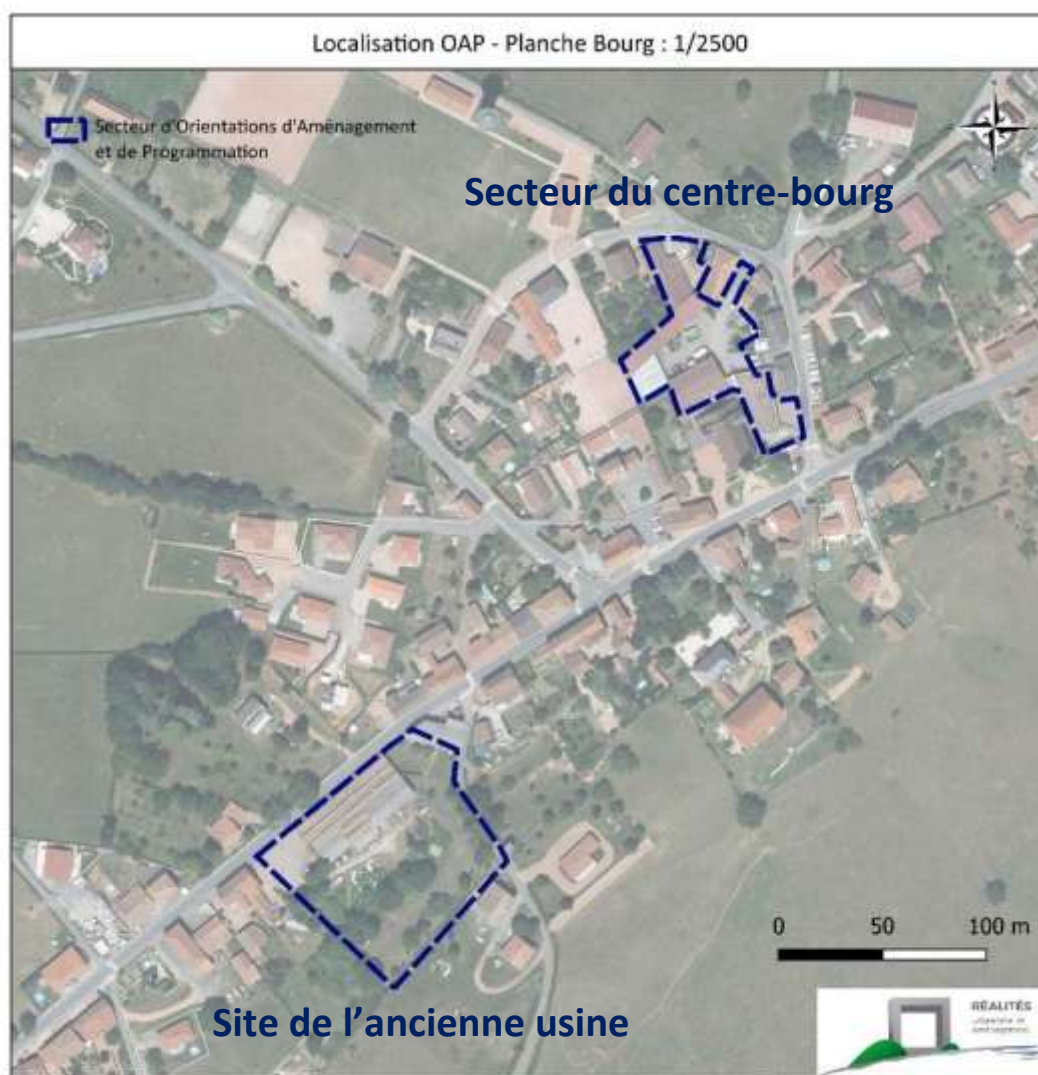 Localisation OAP - Planche Bourg : 1/2500
Secteur d'Orientations d'Aménagement
et de Programmation
Secteur du centre-bourg
Site de l'ancienne usine
0 50 100 m
RÉALITÉS